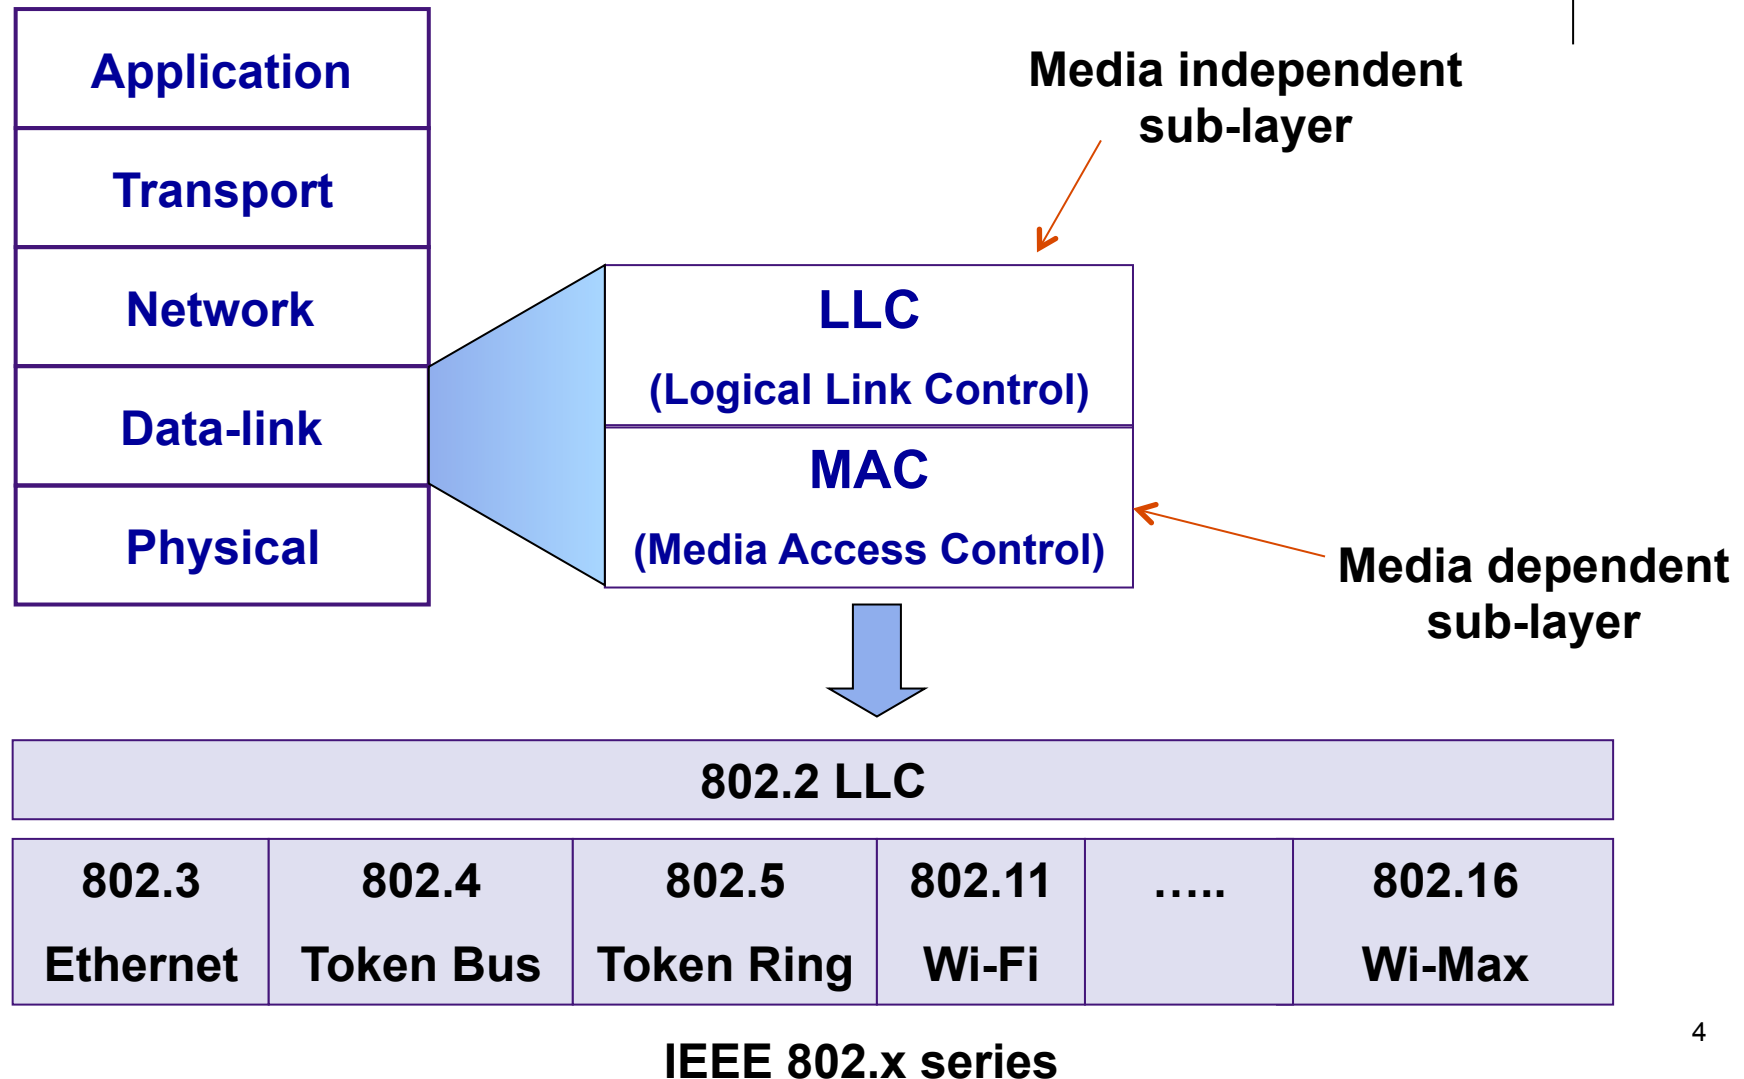 Application
Transport
Network
Data-link
Physical
Media independent
sub-layer
LLC
(Logical Link Control)
MAC
(Media Access Control)
Media dependent
sub-layer
802.2 LLC
802.3
Ethernet
802.4
Token Bus
802.5
Token Ring
802.11
Wi-Fi
…..
802.16
Wi-Max
IEEE 802.x series
4